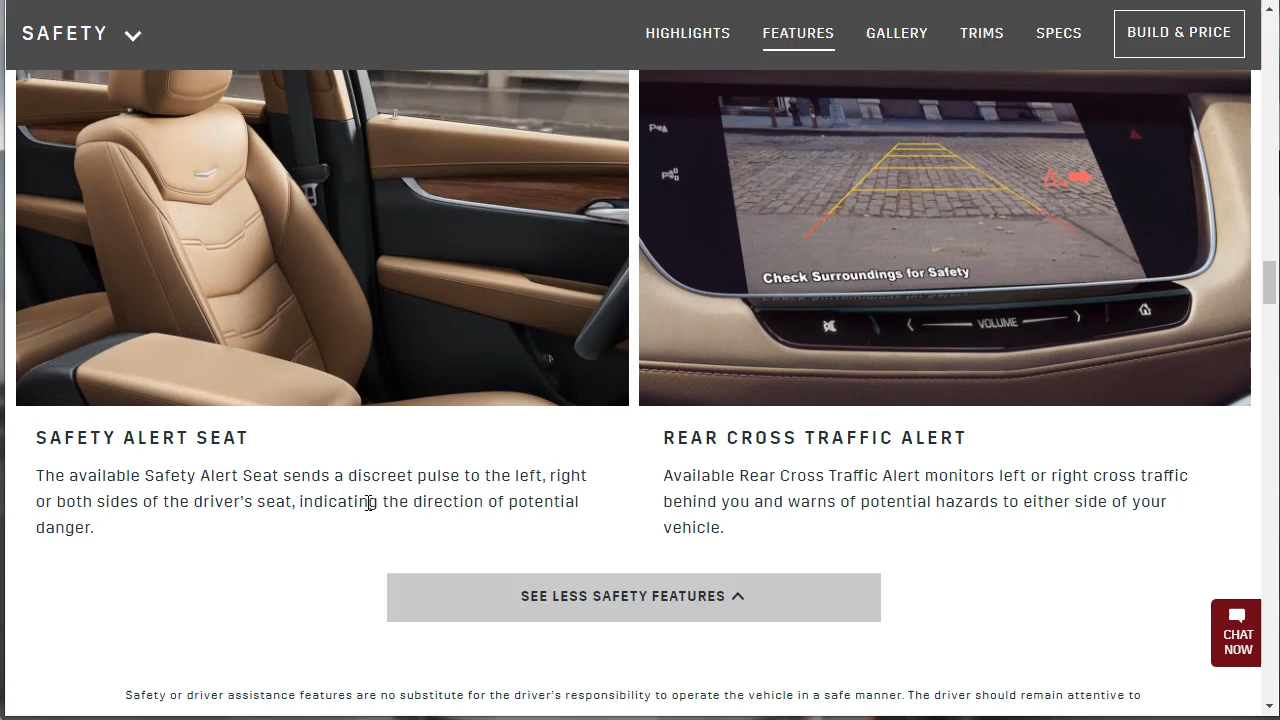 SAFETY
HIGHLIGHTS FEATURES GALLERY TRIMS SPECS BUILD & PRICE
Check Surroundings for Safety
VOLUME
SAFETY ALERT SEAT
The available Safety Alert Seat sends a discreet pulse to the left, right
or both sides of the driver's seat, indicating the direction of potential
danger.
REAR CROSS TRAFFIC ALERT
Available Rear Cross Traffic Alert monitors left or right cross traffic
behind you and warns of potential hazards to either side of your
vehicle.
SEE LESS SAFETY FEATURES
CHAT
NOW
Safety or driver assistance features are no substitute for the driver's responsibility to operate the vehicle in a safe manner. The driver should remain attentive to